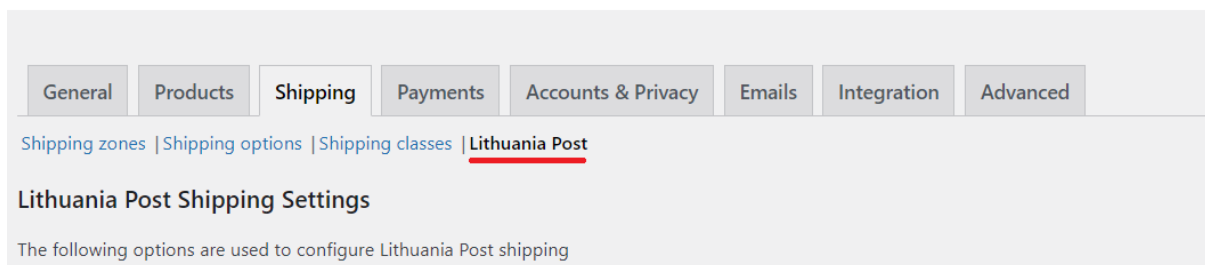 General Products Shipping Payments Accounts & Privacy Emails Integration Advanced
Shipping zones | Shipping options | Shipping classes | Lithuania Post
Lithuania Post Shipping Settings
The following options are used to configure Lithuania Post shipping